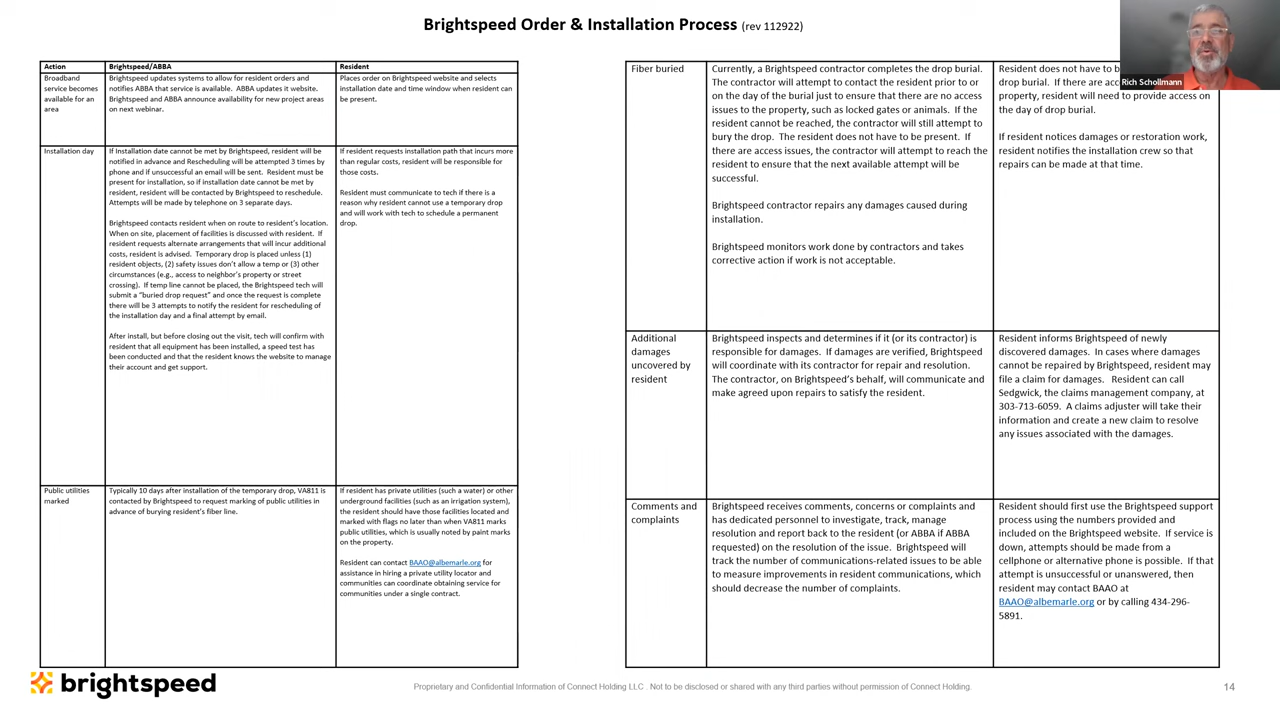 Brightspeed Order & Installation Process (rev 112922)
Rich Schollmann
Action
Brightspeed/ABBA
Resident
Broadband
service becomes
available for an
area
Brightspeed updates systems to allow for resident orders and
notifies ABBA that service is available. ABBA updates it website.
Brightspeed and ABBA announce availability for new project areas
on next webinar.
Places order on Brightspeed website and selects
installation date and time window when resident can
be present.
Installation day
If Installation date cannot be met by Brightspeed, resident will be
notified in advance and Rescheduling will be attempted 3 times by
phone and if unsuccessful an email will be sent. Resident must be
present for installation, so if installation date cannot be met by
resident, resident will be contacted by Brightspeed to reschedule.
Attempts will be made by telephone on 3 separate days.
Brightspeed contacts resident when on route to resident's location.
When on site, placement of facilities is discussed with resident. If
resident requests alternate arrangements that will incur additional
costs, resident is advised. Temporary drop is placed unless (1)
resident objects, (2) safety issues don't allow a temp or (3) other
circumstances (e.g., access to neighbor's property or street
crossing). If temp line cannot be placed, the Brightspeed tech will
submit a "buried drop request" and once the request is complete
there will be 3 attempts to notify the resident for rescheduling of
the installation day and a final attempt by email.
After install, but before closing out the visit, tech will confirm with
resident that all equipment has been installed, a speed test has
been conducted and that the resident knows the website to manage
their account and get support.
If resident requests installation path that incurs more
than regular costs, resident will be responsible for
those costs.
Resident must communicate to tech if there is a
reason why resident cannot use a temporary drop
and will work with tech to schedule a permanent
drop.
Public utilities
marked
Typically 10 days after installation of the temporary drop, VA811 is
contacted by Brightspeed to request marking of public utilities in
advance of burying resident's fiber line.
If resident has private utilities (such a water) or other
underground facilities (such as an irrigation system),
the resident should have those facilities located and
marked with flags no later than when VA811 marks
public utilities, which is usually noted by paint marks
on the property.
Resident can contact BAAO@albemarle.org for
assistance in hiring a private utility locator and
communities can coordinate obtaining service for
communities under a single contract.
Fiber buried
Currently, a Brightspeed contractor completes the drop burial.
The contractor will attempt to contact the resident prior to or
on the day of the burial just to ensure that there are no access
issues to the property, such as locked gates or animals. If the
resident cannot be reached, the contractor will still attempt to
bury the drop. The resident does not have to be present. If
there are access issues, the contractor will attempt to reach the
resident to ensure that the next available attempt will be
successful.
Brightspeed contractor repairs any damages caused during
installation.
Brightspeed monitors work done by contractors and takes
corrective action if work is not acceptable.
Resident does not have to b
drop burial. If there are acc
property, resident will need to provide access on
the day of drop burial.
If resident notices damages or restoration work,
resident notifies the installation crew so that
repairs can be made at that time.
Additional
damages
uncovered by
resident
Brightspeed inspects and determines if it (or its contractor) is
responsible for damages. If damages are verified, Brightspeed
will coordinate with its contractor for repair and resolution.
The contractor, on Brightspeed's behalf, will communicate and
make agreed upon repairs to satisfy the resident.
Resident informs Brightspeed of newly
discovered damages. In cases where damages
cannot be repaired by Brightspeed, resident may
file a claim for damages. Resident can call
Sedgwick, the claims management company, at
303-713-6059. A claims adjuster will take their
information and create a new claim to resolve
any issues associated with the damages.
Comments and
complaints
Brightspeed receives comments, concerns or complaints and
has dedicated personnel to investigate, track, manage
resolution and report back to the resident (or ABBA if ABBA
requested) on the resolution of the issue. Brightspeed will
track the number of communications-related issues to be able
to measure improvements in resident communications, which
should decrease the number of complaints.
Resident should first use the Brightspeed support
process using the numbers provided and
included on the Brightspeed website. If service is
down, attempts should be made from a
cellphone or alternative phone is possible. If that
attempt is unsuccessful or unanswered, then
resident may contact BAAO at
BAAO@albemarle.org or by calling 434-296-
5891.
brightspeed
Proprietary and Confidential Information of Connect Holding LLC . Not to be disclosed or shared with any third parties without permission of Connect Holding.
14